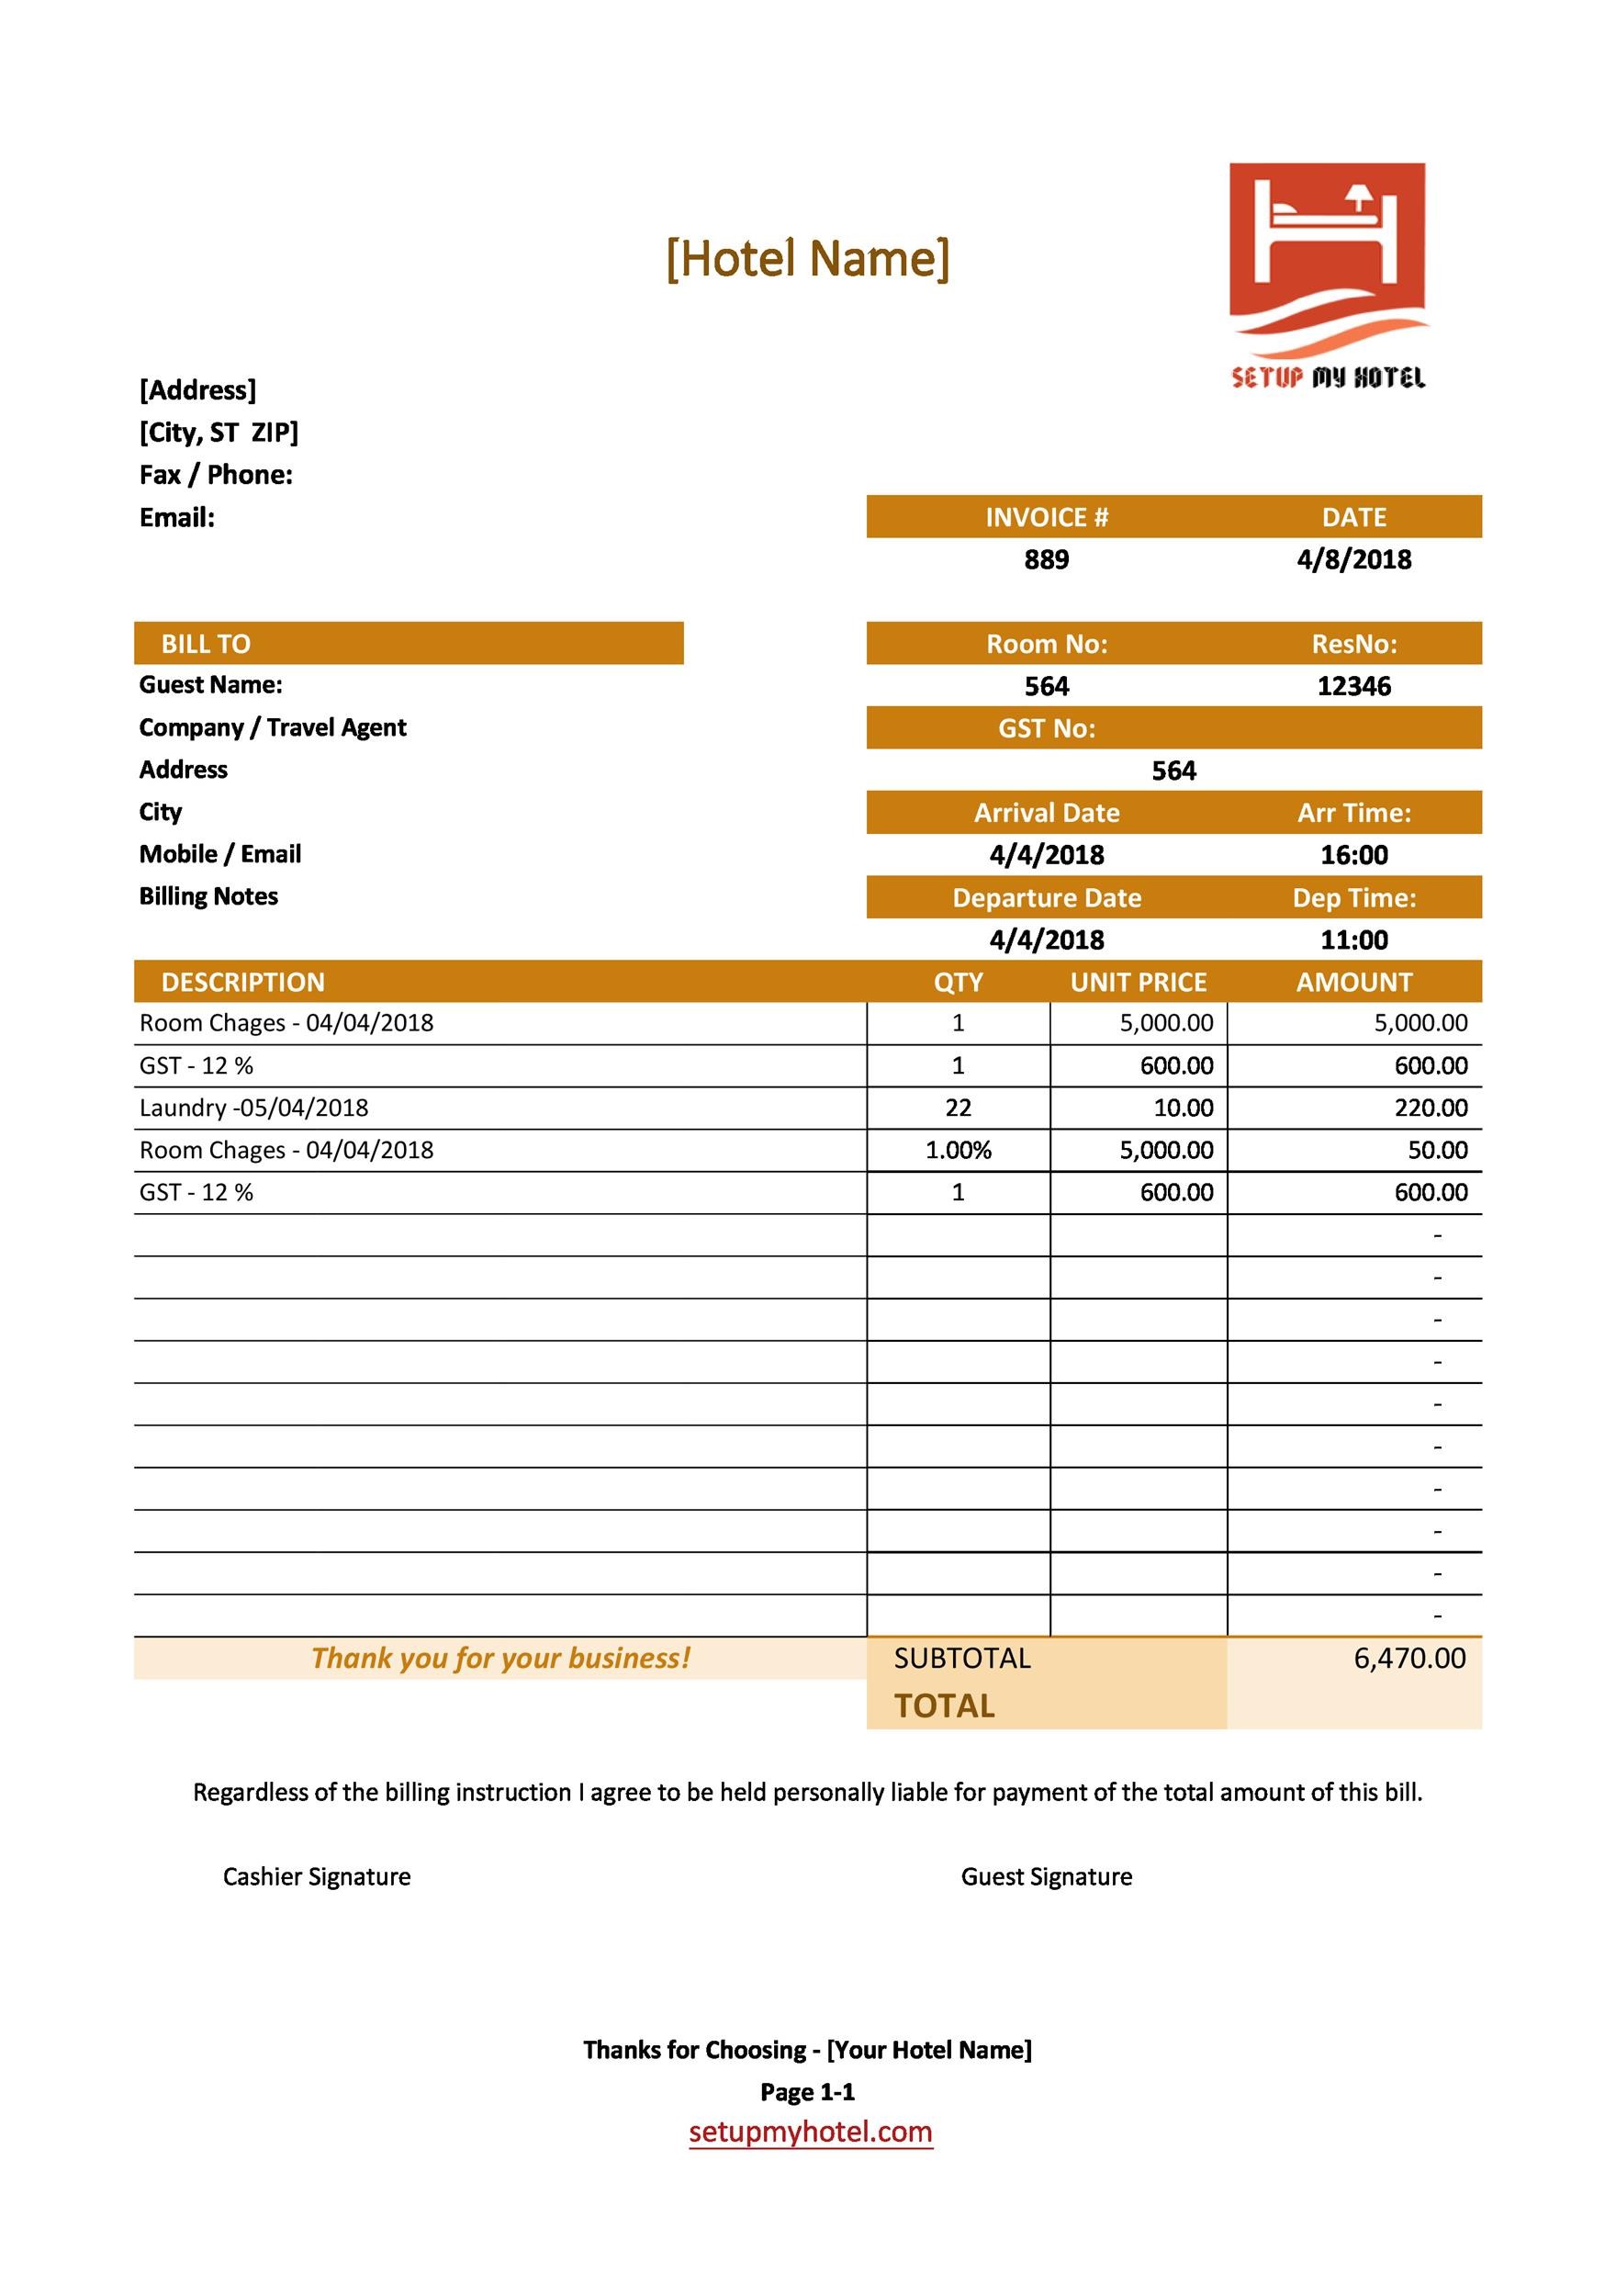 [Hotel Name]
SETUP MY HOTEL
[Address]
[City, ST  ZIP]
Fax / Phone:
Email:
INVOICE # DATE
889 4/8/2018
BILL TO Room No: ResNo:
Guest Name: 564 12346
Company / Travel Agent GST No:
Address 564
City Arrival Date Arr Time:
Mobile / Email 4/4/2018 16:00
Billing Notes Departure Date Dep Time:
4/4/2018 11:00
DESCRIPTION QTY UNIT PRICE AMOUNT
Room Chages - 04/04/2018 1 5,000.00 5,000.00
GST - 12 % 1 600.00 600.00
Laundry -05/04/2018 22 10.00 220.00
Room Chages - 04/04/2018 1.00% 5,000.00 50.00
GST - 12 % 1 600.00 600.00
-
-
-
-
-
-
-
-
-
-
Thank you for your business! SUBTOTAL 6,470.00
TOTAL
Regardless of the billing instruction I agree to be held personally liable for payment of the total amount of this bill.
Cashier Signature Guest Signature
Thanks for Choosing - [Your Hotel Name]
Page 1-1
setupmyhotel.com